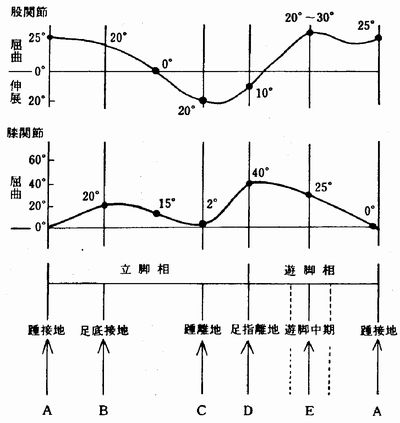 股関節
25° 20° 20°～30° 25°
屈曲
0° 0°
伸展 10°
20° 20°
膝関節
60°
屈曲
40° 40°
20° 20° 15° 2° 25°
0° 0°
立脚相 遊脚相
踵接地 足底接地 踵離地 足指離地 遊脚中期 踵接地
A B C D E A